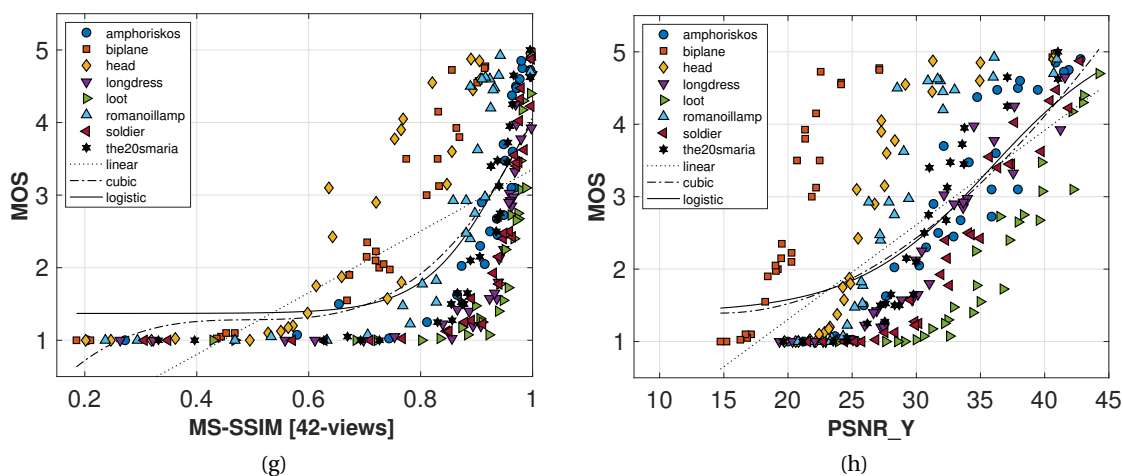 5
4
3
2
1
MOS
amphoriskos
biplane
head
longdress
loot
romanoillamp
soldier
the20smaria
linear
cubic
logistic
0.2
0.4
0.6
0.8
1
MS-SSIM [42-views]
(g)
5
4
3
2
1
MOS
amphoriskos
biplane
head
longdress
loot
romanoillamp
soldier
the20smaria
linear
cubic
logistic
10
15
20
25
30
35
40
45
PSNR_Y
(h)